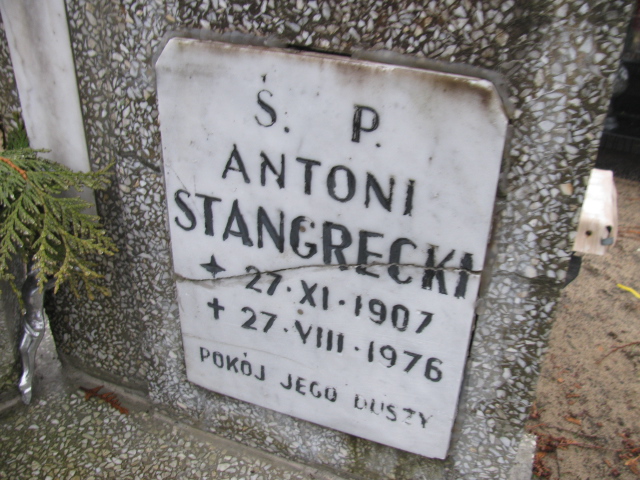 Ś. P.
ANTONI
STANGRECKI
27·XI·1907
27·VIII·1976
POKÓJ JEGO DUSZY